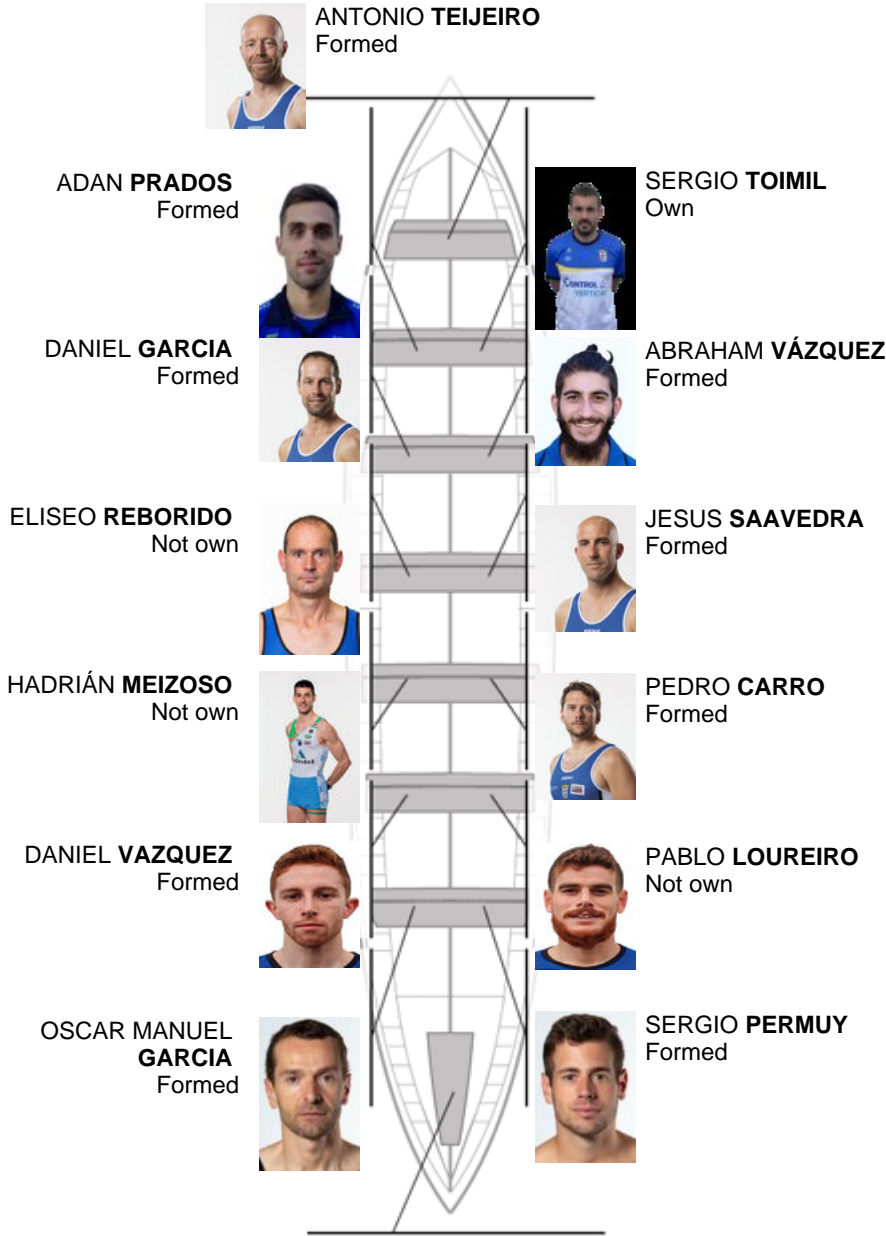 ANTONIO TEIJEIRO
Formed
ADAN PRADOS
Formed
SERGIO TOIMIL
Own
CONTROL
VERTICAL
DANIEL GARCIA
Formed
ABRAHAM VÁZQUEZ
Formed
ELISEO REBORIDO
Not own
JESUS SAAVEDRA
Formed
HADRIÁN MEIZOSO
Not own
PEDRO CARRO
Formed
DANIEL VAZQUEZ
Formed
PABLO LOUREIRO
Not own
OSCAR MANUEL
GARCIA
Formed
SERGIO PERMUY
Formed